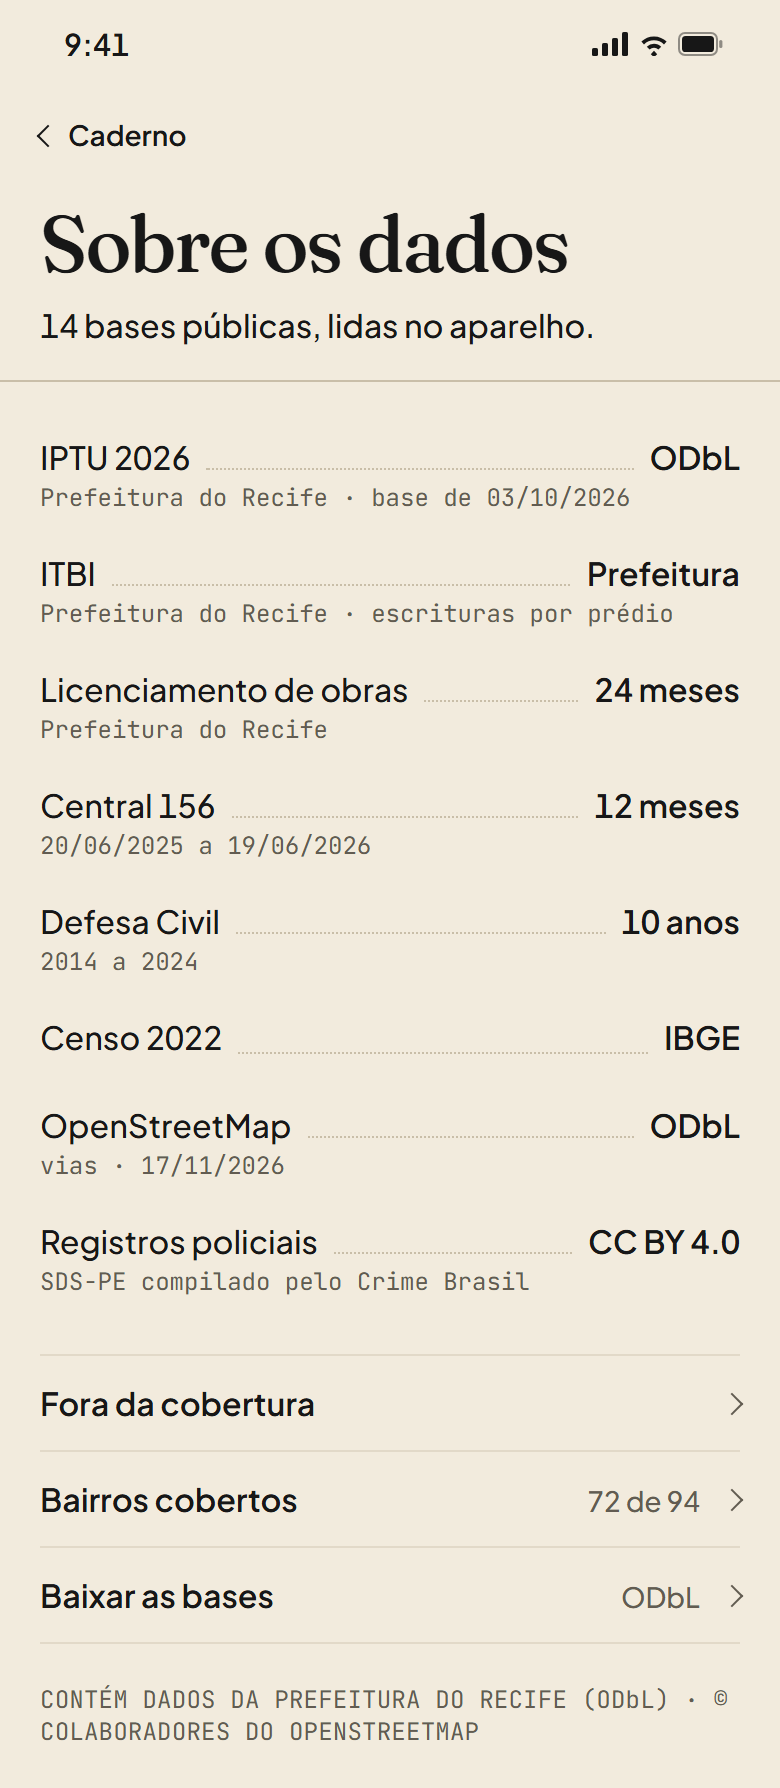 9:41
Caderno
Sobre os dados
14 bases públicas, lidas no aparelho.
IPTU 2026 ODbL
Prefeitura do Recife · base de 03/10/2026
ITBI Prefeitura
Prefeitura do Recife · escrituras por prédio
Licenciamento de obras 24 meses
Prefeitura do Recife
Central 156 12 meses
20/06/2025 a 19/06/2026
Defesa Civil 10 anos
2014 a 2024
Censo 2022 IBGE
OpenStreetMap ODbL
vias · 17/11/2026
Registros policiais CC BY 4.0
SDS-PE compilado pelo Crime Brasil
Fora da cobertura
Bairros cobertos 72 de 94
Baixar as bases ODbL
CONTÉM DADOS DA PREFEITURA DO RECIFE (ODbL) · ©
COLABORADORES DO OPENSTREETMAP